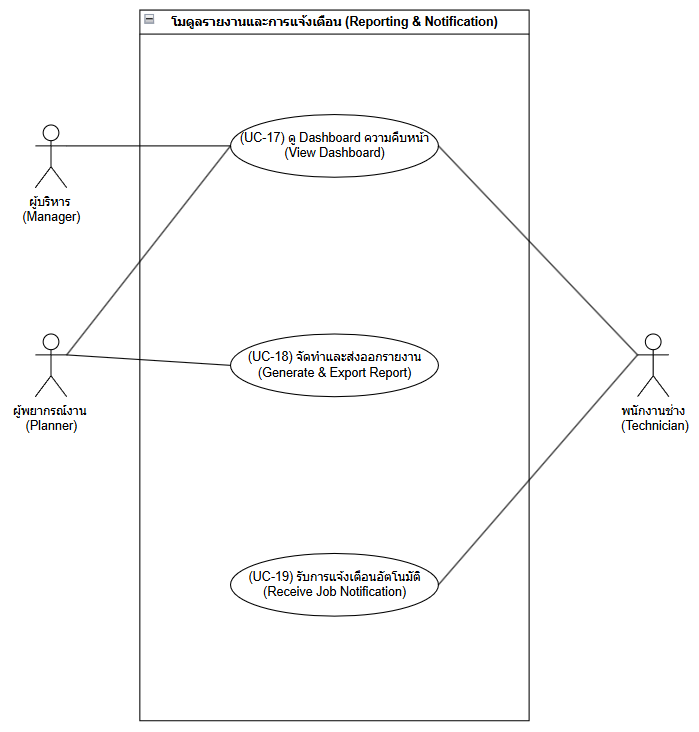 โมดูลรายงานและการแจ้งเตือน (Reporting & Notification)
(UC-17) ดู Dashboard ความคืบหน้า
(View Dashboard)
ผู้บริหาร
(Manager)
(UC-18) จัดทำและส่งออกรายงาน
(Generate & Export Report)
ผู้พยากรณ์งาน
(Planner)
พนักงานช่าง
(Technician)
(UC-19) รับการแจ้งเตือนอัตโนมัติ
(Receive Job Notification)